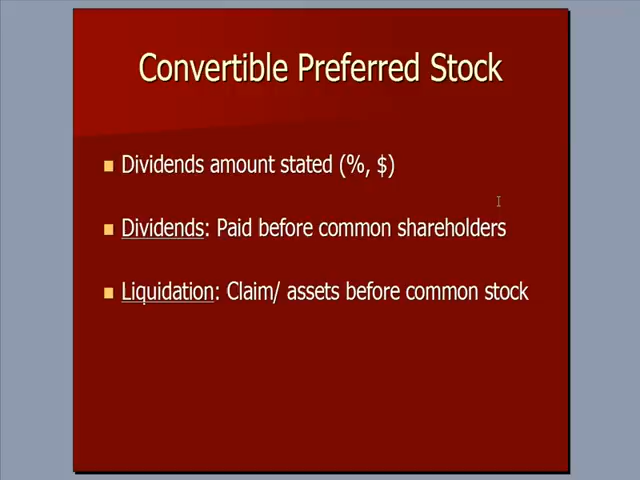 Convertible Preferred Stock
Dividends amount stated (%, $)
Dividends: Paid before common shareholders
Liquidation: Claim/ assets before common stock